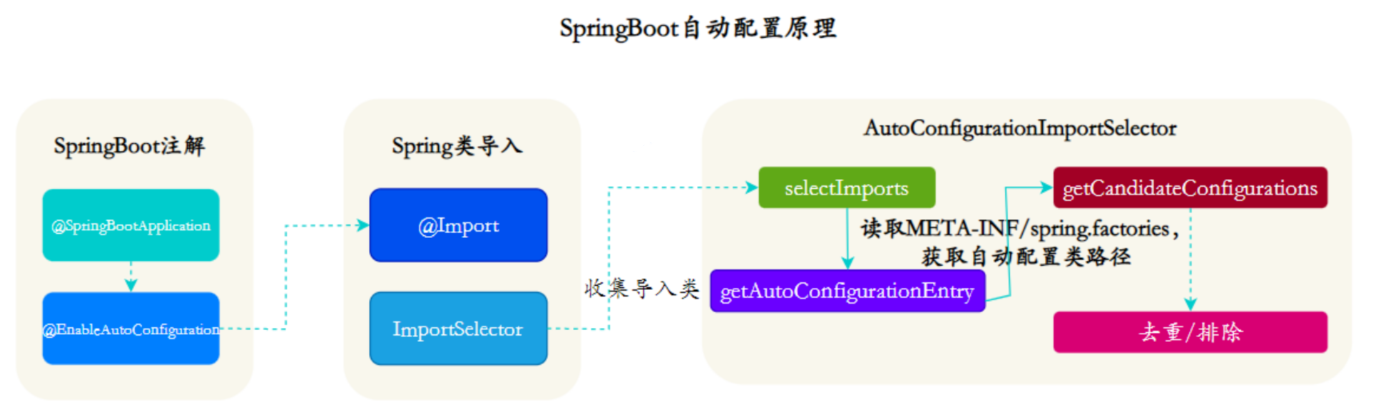 SpringBoot自动配置原理
SpringBoot注解
@SpringBootApplication
@EnableAutoConfiguration
Spring类导入
@Import
ImportSelector
收集导入类
AutoConfigurationImportSelector
selectImports
getCandidateConfigurations
读取META-INF/spring.factories，
获取自动配置类路径
getAutoConfigurationEntry
去重/排除